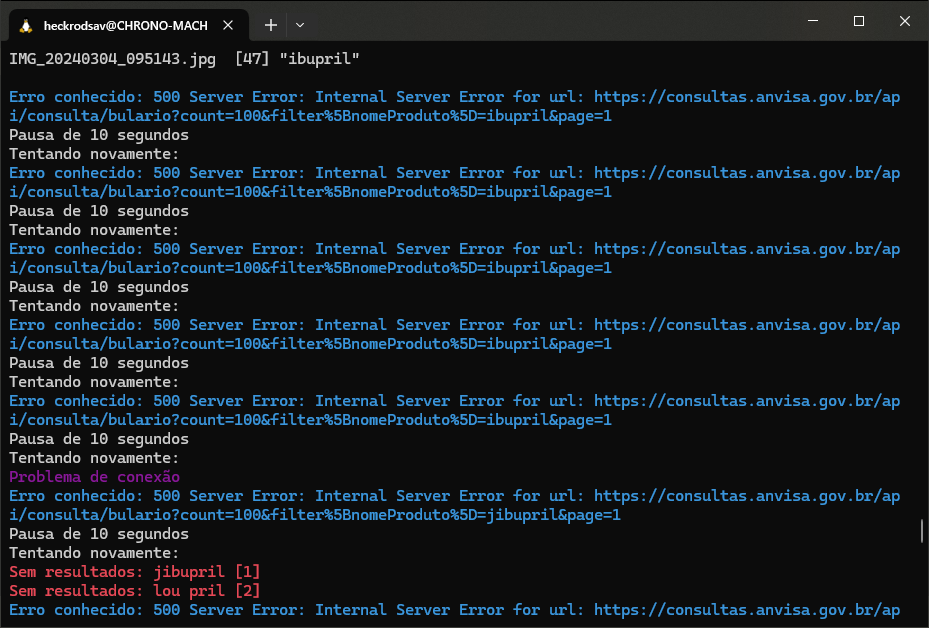 heckrodsav@CHRONO-MACH
IMG_20240304_095143.jpg  [47] "ibupril"
Erro conhecido: 500 Server Error: Internal Server Error for url: https://consultas.anvisa.gov.br/ap
i/consulta/bulario?count=100&filter%5BnomeProduto%5D=ibupril&page=1
Pausa de 10 segundos
Tentando novamente:
Erro conhecido: 500 Server Error: Internal Server Error for url: https://consultas.anvisa.gov.br/ap
i/consulta/bulario?count=100&filter%5BnomeProduto%5D=ibupril&page=1
Pausa de 10 segundos
Tentando novamente:
Erro conhecido: 500 Server Error: Internal Server Error for url: https://consultas.anvisa.gov.br/ap
i/consulta/bulario?count=100&filter%5BnomeProduto%5D=ibupril&page=1
Pausa de 10 segundos
Tentando novamente:
Erro conhecido: 500 Server Error: Internal Server Error for url: https://consultas.anvisa.gov.br/ap
i/consulta/bulario?count=100&filter%5BnomeProduto%5D=ibupril&page=1
Pausa de 10 segundos
Tentando novamente:
Erro conhecido: 500 Server Error: Internal Server Error for url: https://consultas.anvisa.gov.br/ap
i/consulta/bulario?count=100&filter%5BnomeProduto%5D=ibupril&page=1
Pausa de 10 segundos
Tentando novamente:
Problema de conexão
Erro conhecido: 500 Server Error: Internal Server Error for url: https://consultas.anvisa.gov.br/ap
i/consulta/bulario?count=100&filter%5BnomeProduto%5D=jibupril&page=1
Pausa de 10 segundos
Tentando novamente:
Sem resultados: jibupril [1]
Sem resultados: lou pril [2]
Erro conhecido: 500 Server Error: Internal Server Error for url: https://consultas.anvisa.gov.br/ap